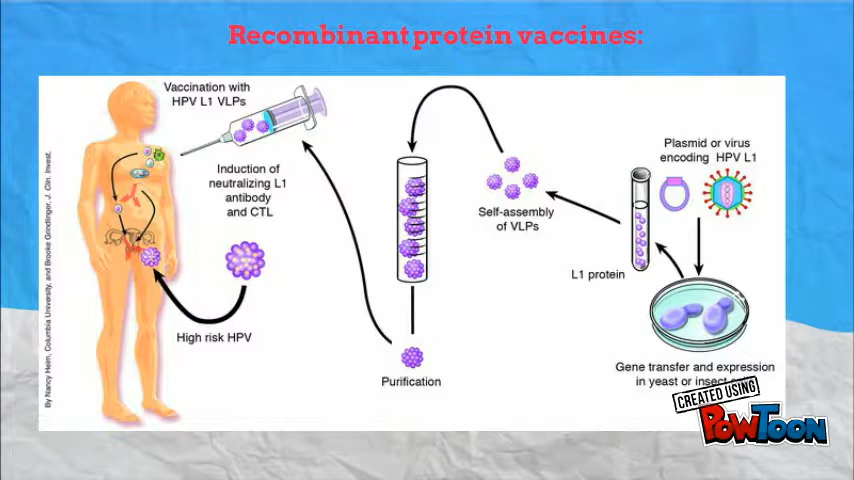 Recombinant protein vaccines:
Vaccination with
HPV L1 VLPs
Induction of
neutralizing L1
antibody
and CTL
High risk HPV
Purification
Self-assembly
of VLPs
Plasmid or virus
encoding HPV L1
L1 protein
Gene transfer and expression
in yeast or insect
By Nancy Heim, Columbia University, and Brooke Grindlinger, J. Clin. Invest.
CREATED USING
POWTOON